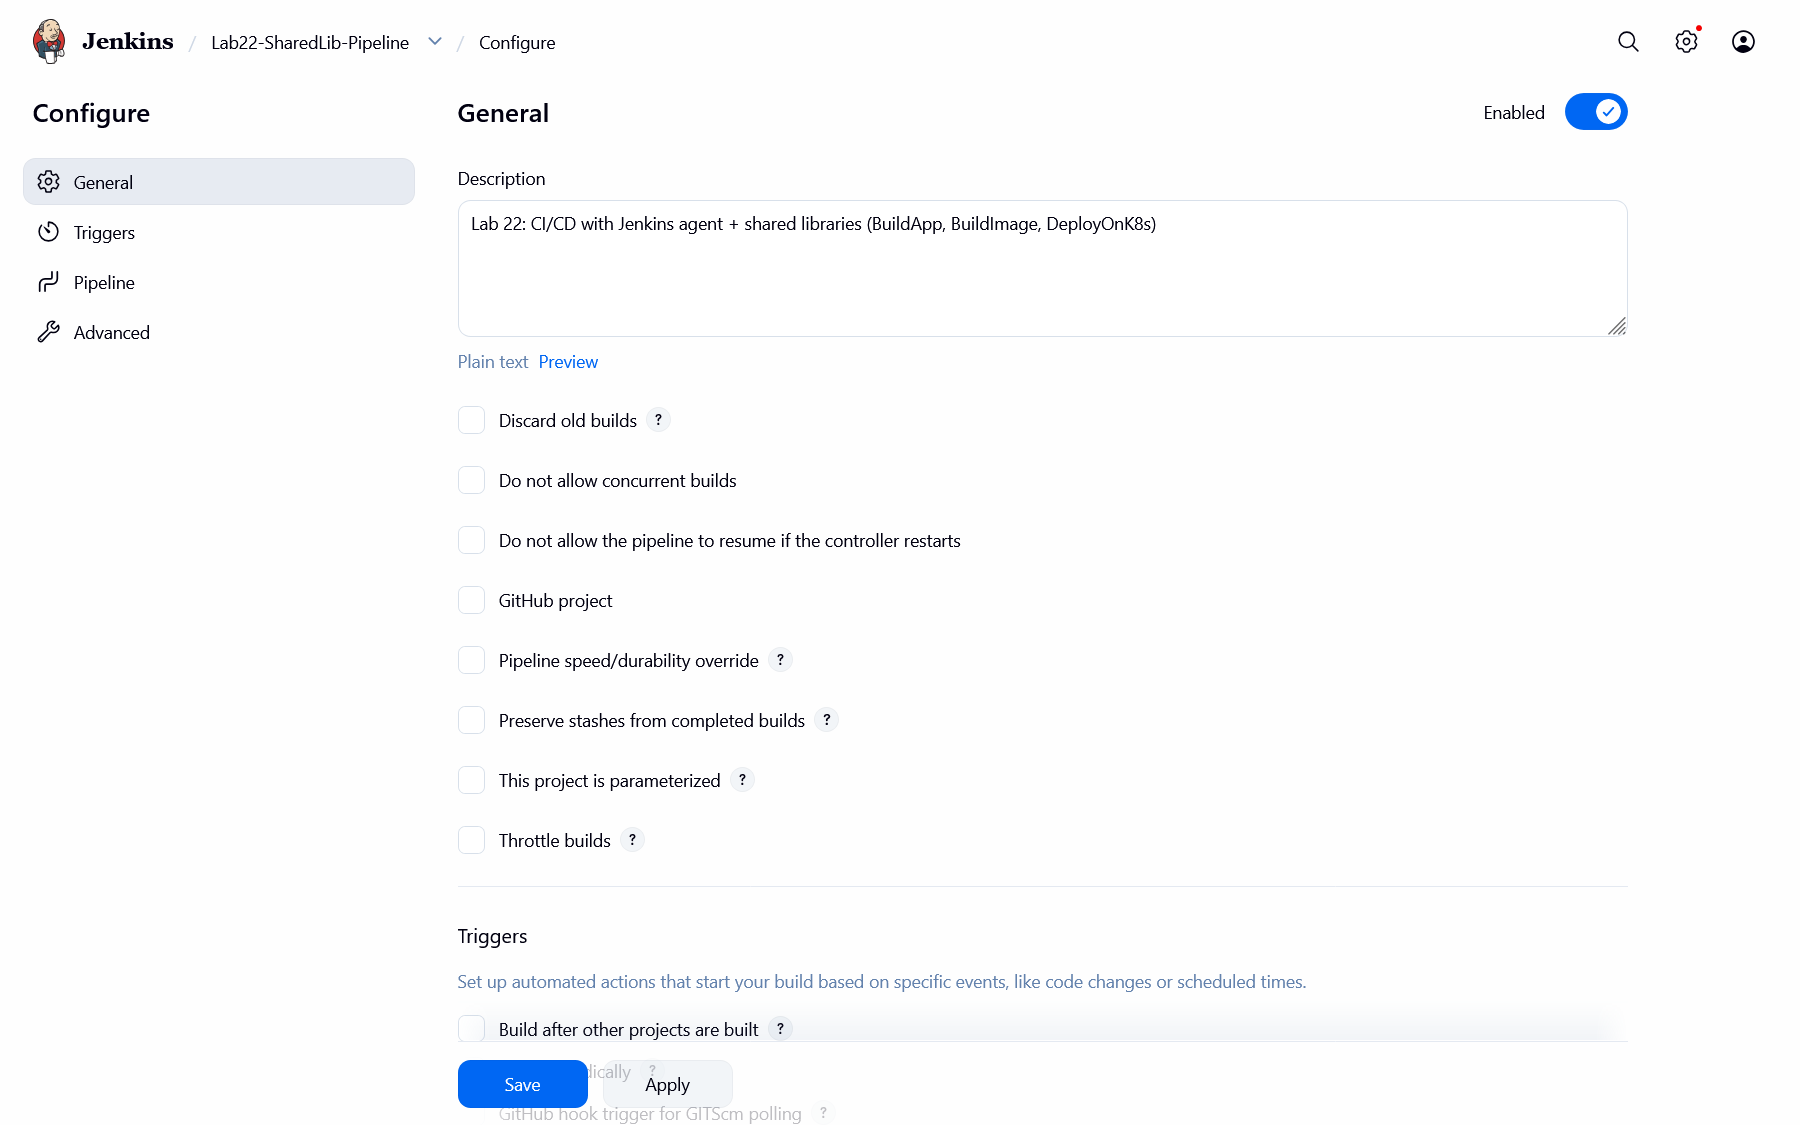 Jenkins / Lab22-SharedLib-Pipeline / Configure
Configure
General
Triggers
Pipeline
Advanced
General
Enabled
Description
Lab 22: CI/CD with Jenkins agent + shared libraries (BuildApp, BuildImage, DeployOnK8s)
Plain text Preview
Discard old builds ?
Do not allow concurrent builds
Do not allow the pipeline to resume if the controller restarts
GitHub project
Pipeline speed/durability override ?
Preserve stashes from completed builds ?
This project is parameterized ?
Throttle builds ?
Triggers
Set up automated actions that start your build based on specific events, like code changes or scheduled times.
Build after other projects are built ?
?
Save Apply
GitHub hook trigger for GITScm polling ?